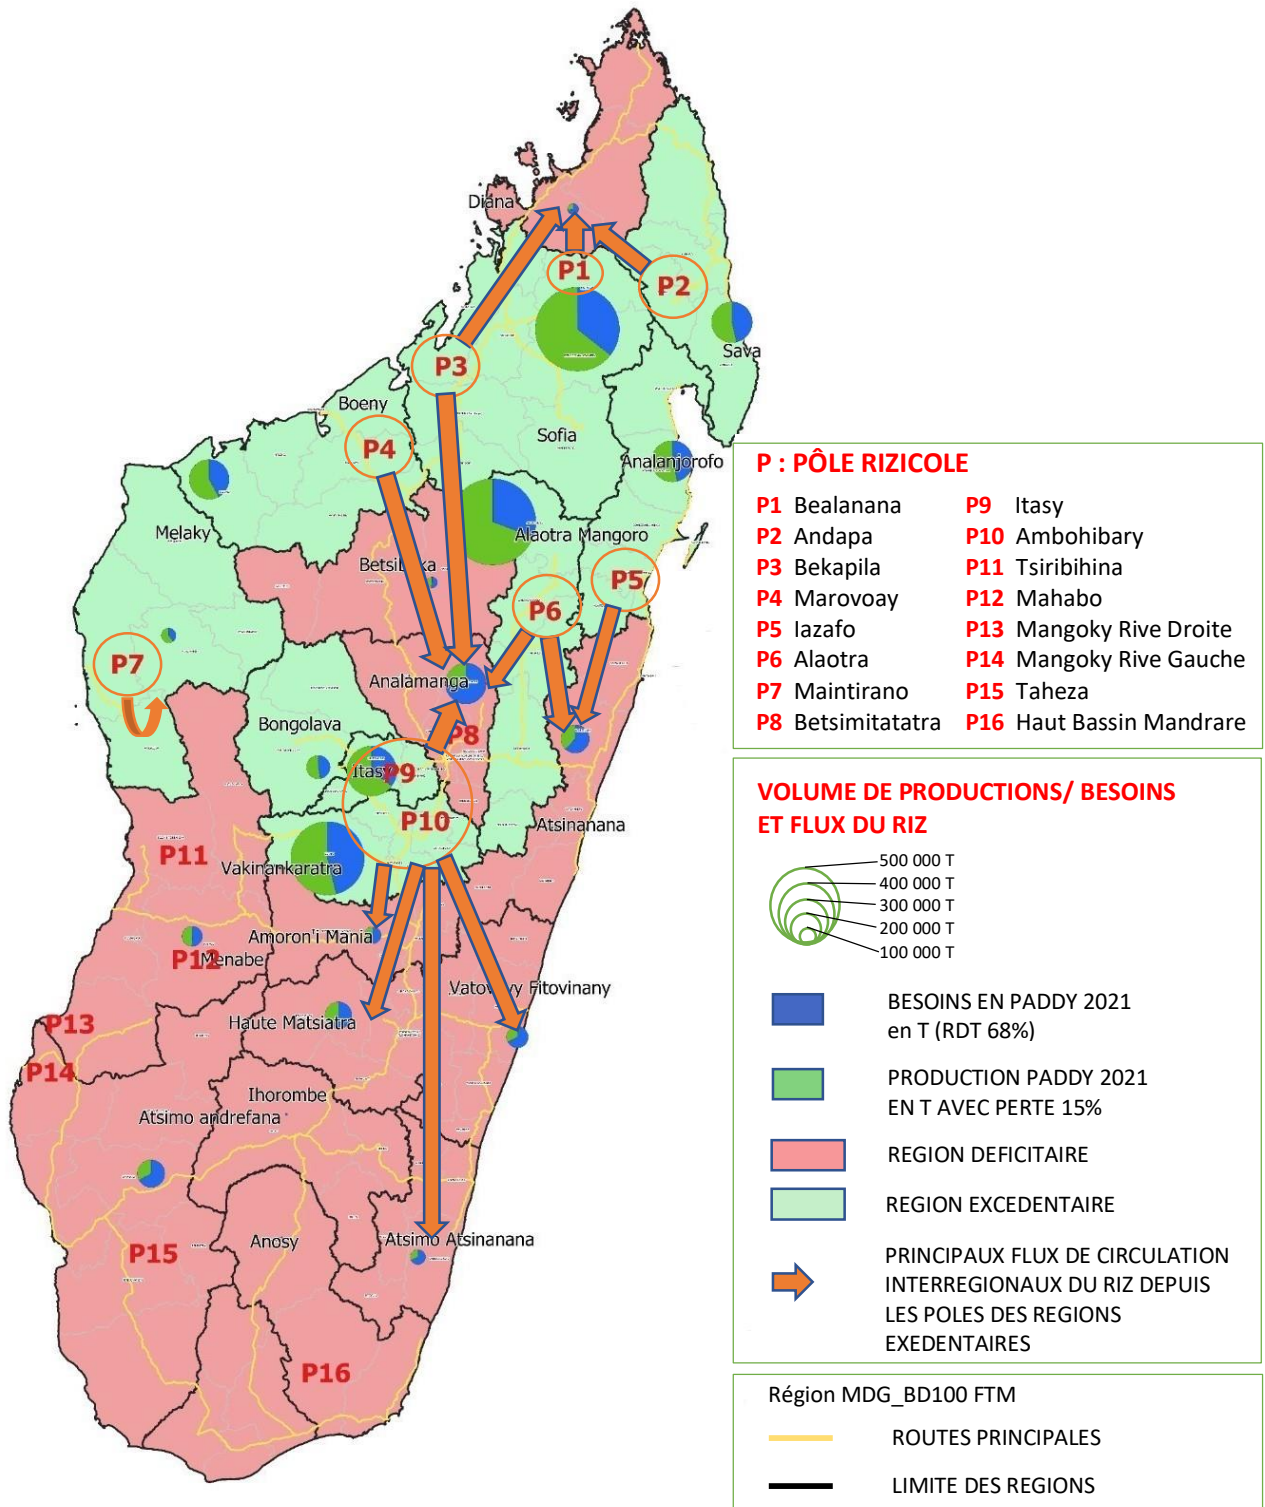 Diana
P1
P2
Sava
P3
Boeny
P4
Sofia
Analanjorofo
Melaky
Alaotra Mangoro
P5
P6
P7
Analamanga
Bongolava
P8
Itasy
P9
P10
Atsinanana
P11
Vakinankaratra
Amoron'i Mania
P12
Menabe
Haute Matsiatra
P13
P14
Ihorombe
Atsimo andrefana
P15
Anosy
Atsimo Atsinanana
P16
P : PÔLE RIZICOLE
P1 Bealanana
P2 Andapa
P3 Bekapila
P4 Marovoay
P5 Iazafo
P6 Alaotra
P7 Maintirano
P8 Betsimitatatra
P9 Itasy
P10 Ambohibary
P11 Tsiribihina
P12 Mahabo
P13 Mangoky Rive Droite
P14 Mangoky Rive Gauche
P15 Taheza
P16 Haut Bassin Mandrare
VOLUME DE PRODUCTIONS/ BESOINS
ET FLUX DU RIZ
500 000 T
400 000 T
300 000 T
200 000 T
100 000 T
BESOINS EN PADDY 2021
en T (RDT 68%)
PRODUCTION PADDY 2021
EN T AVEC PERTE 15%
REGION DEFICITAIRE
REGION EXCEDENTAIRE
PRINCIPAUX FLUX DE CIRCULATION
INTERREGIONAUX DU RIZ DEPUIS
LES POLES DES REGIONS
EXEDENTAIRES
Région MDG_BD100 FTM
ROUTES PRINCIPALES
LIMITE DES REGIONS